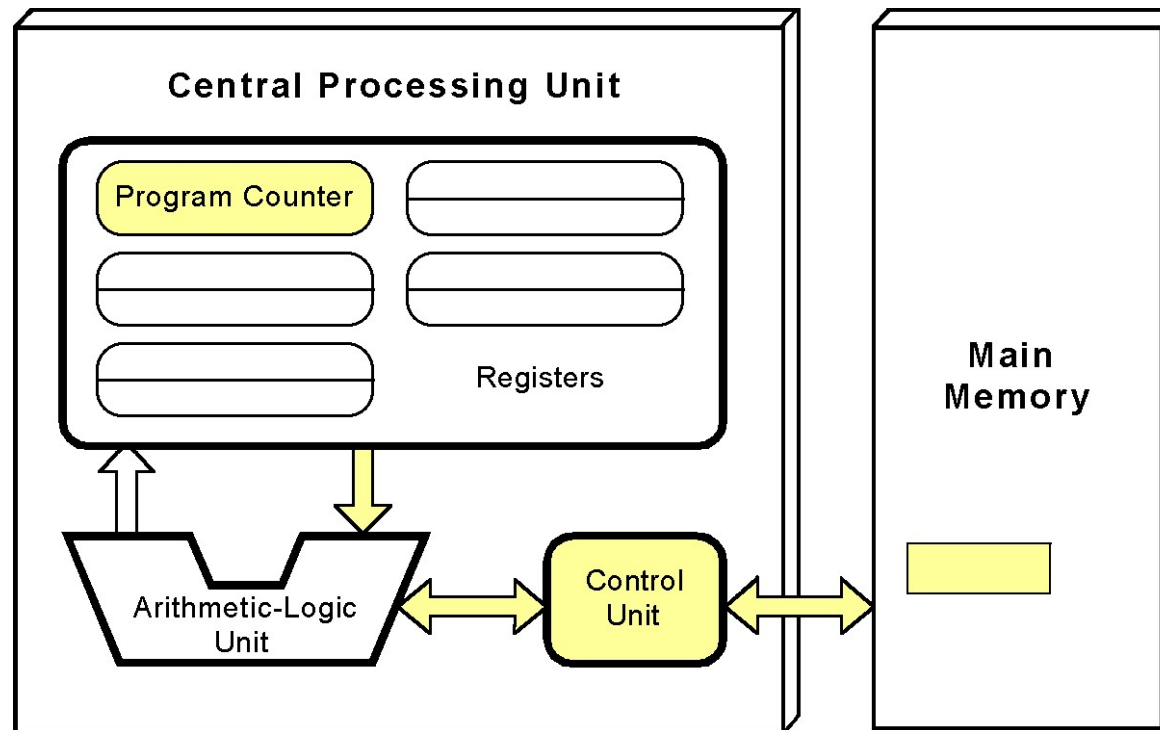 Central Processing Unit
Program Counter
Registers
Main
Memory
Arithmetic-Logic
Unit
Control
Unit